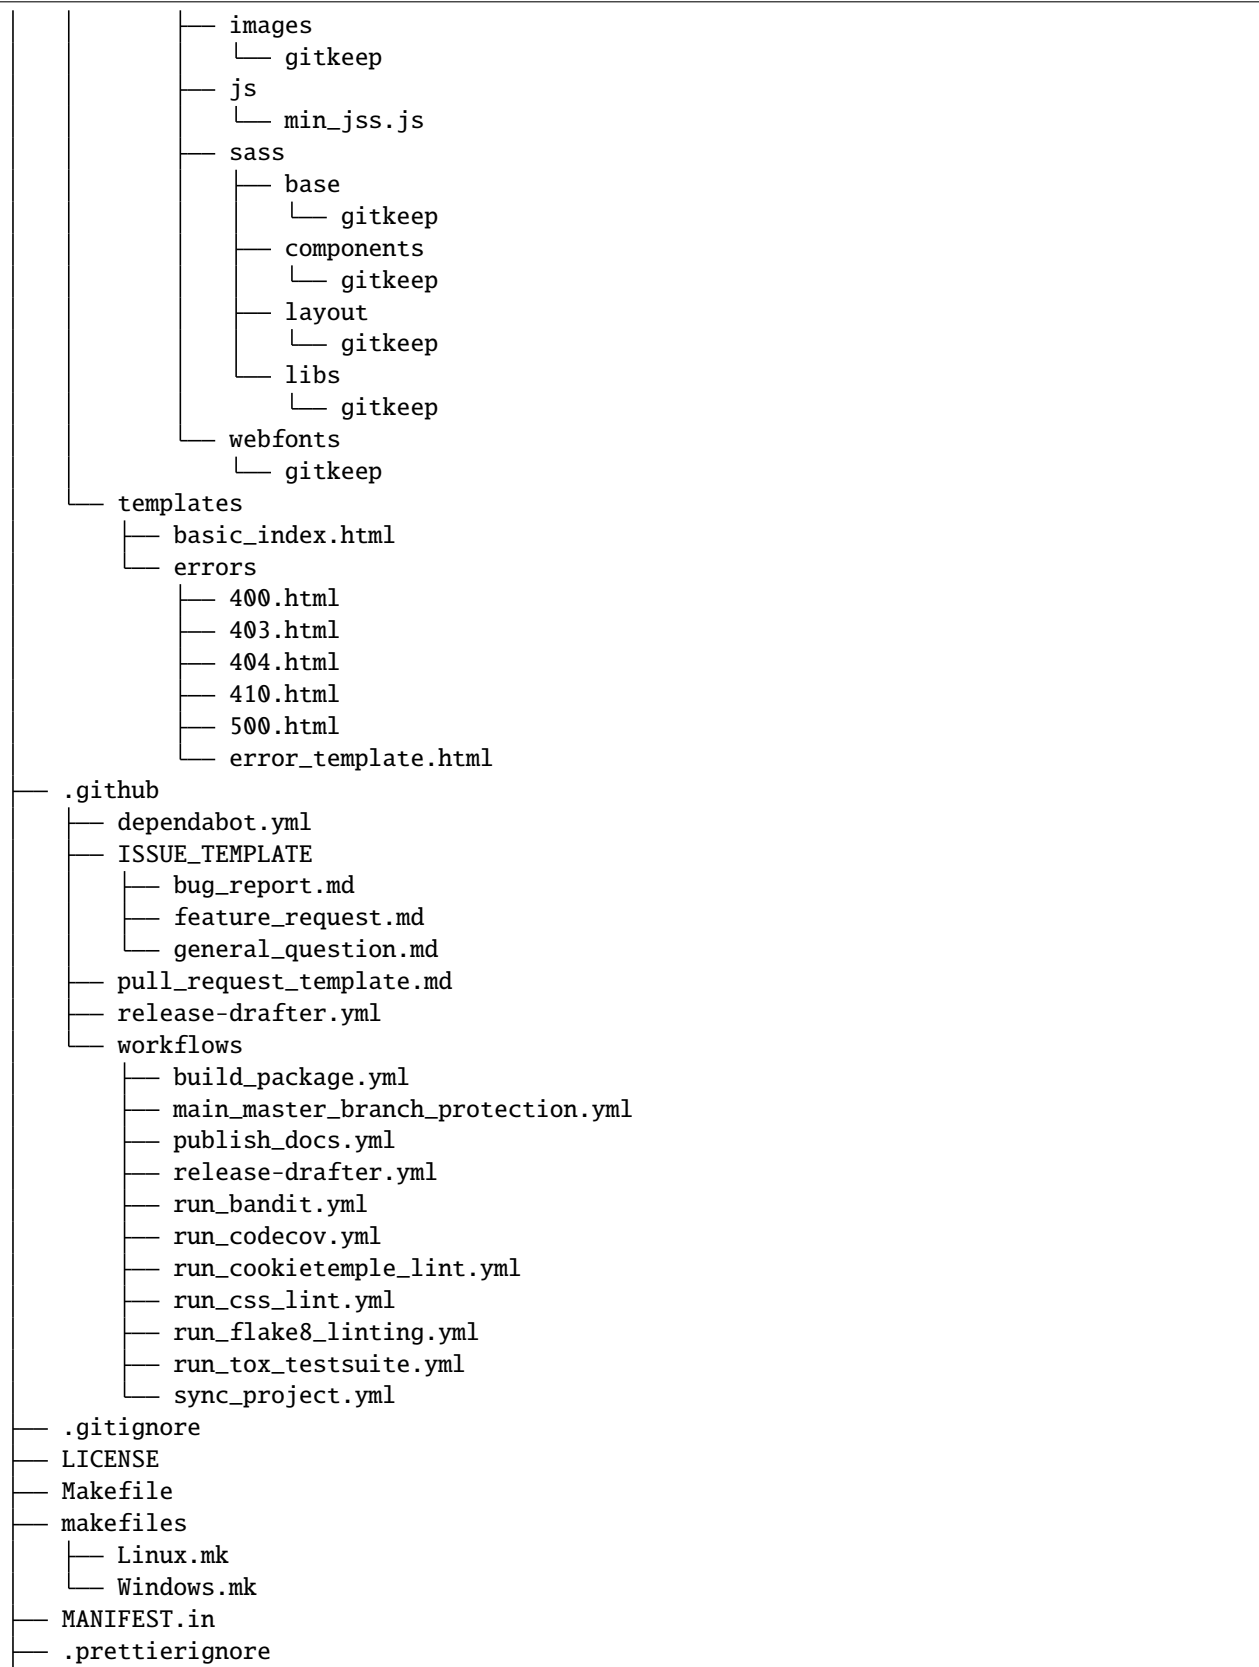 │   │       ├── images
│   │       │   └── gitkeep
│   │       ├── js
│   │       │   └── min_jss.js
│   │       ├── sass
│   │       │   ├── base
│   │       │   │   └── gitkeep
│   │       │   ├── components
│   │       │   │   └── gitkeep
│   │       │   ├── layout
│   │       │   │   └── gitkeep
│   │       │   └── libs
│   │       │       └── gitkeep
│   │       └── webfonts
│   │           └── gitkeep
│   └── templates
│       ├── basic_index.html
│       └── errors
│           ├── 400.html
│           ├── 403.html
│           ├── 404.html
│           ├── 410.html
│           ├── 500.html
│           └── error_template.html
├── .github
│   ├── dependabot.yml
│   ├── ISSUE_TEMPLATE
│   │   ├── bug_report.md
│   │   ├── feature_request.md
│   │   └── general_question.md
│   ├── pull_request_template.md
│   ├── release-drafter.yml
│   └── workflows
│       ├── build_package.yml
│       ├── main_master_branch_protection.yml
│       ├── publish_docs.yml
│       ├── release-drafter.yml
│       ├── run_bandit.yml
│       ├── run_codecov.yml
│       ├── run_cookietemple_lint.yml
│       ├── run_css_lint.yml
│       ├── run_flake8_linting.yml
│       ├── run_tox_testsuite.yml
│       └── sync_project.yml
├── .gitignore
├── LICENSE
├── Makefile
├── makefiles
│   ├── Linux.mk
│   └── Windows.mk
├── MANIFEST.in
├── .prettierignore